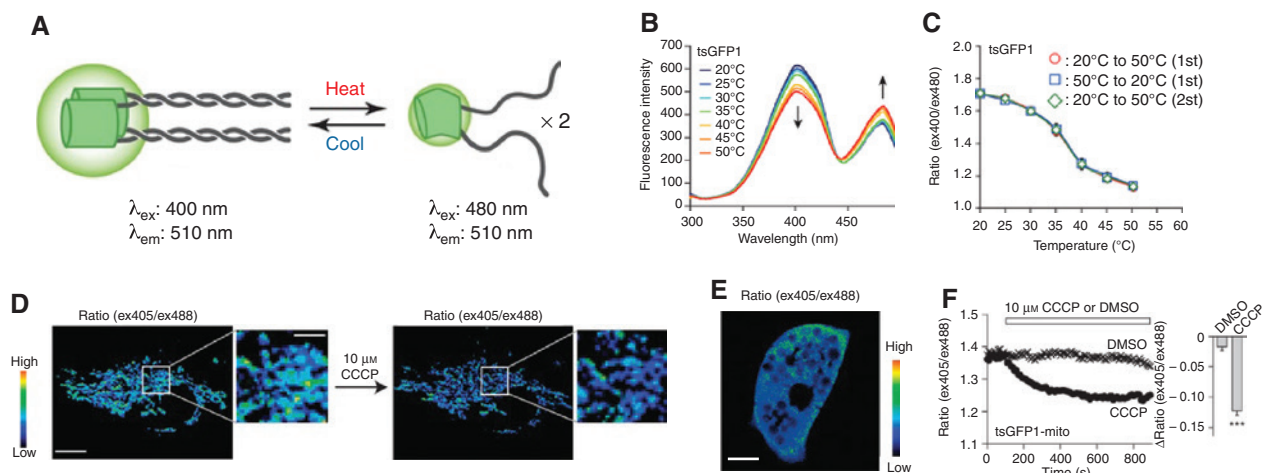 A
Heat
Cool
× 2
λex: 400 nm
λem: 510 nm
λex: 480 nm
λem: 510 nm
B
tsGFP1
Fluorescence intensity
700
600
500
400
300
200
100
0
20°C
25°C
30°C
35°C
40°C
45°C
50°C
300
350
400
450
Wavelength (nm)
C
tsGFP1
: 20°C to 50°C (1st)
: 50°C to 20°C (1st)
: 20°C to 50°C (2st)
Ratio (ex400/ex480)
2.0
1.8
1.6
1.4
1.2
1.0
20
25
30
35
40
45
50
55
60
Temperature (°C)
D
Ratio (ex405/ex488)
High
Low
10 μM
CCCP
Ratio (ex405/ex488)
E
Ratio (ex405/ex488)
High
Low
F
10 μM CCCP or DMSO
Ratio (ex405/ex488)
1.5
1.4
1.3
1.2
1.1
DMSO
CCCP
tsGFP1-mito
0
200
400
600
800
Time (s)
DMSO
CCCP
ΔRatio (ex405/ex488)
0
−0.05
−0.10
−0.15
***